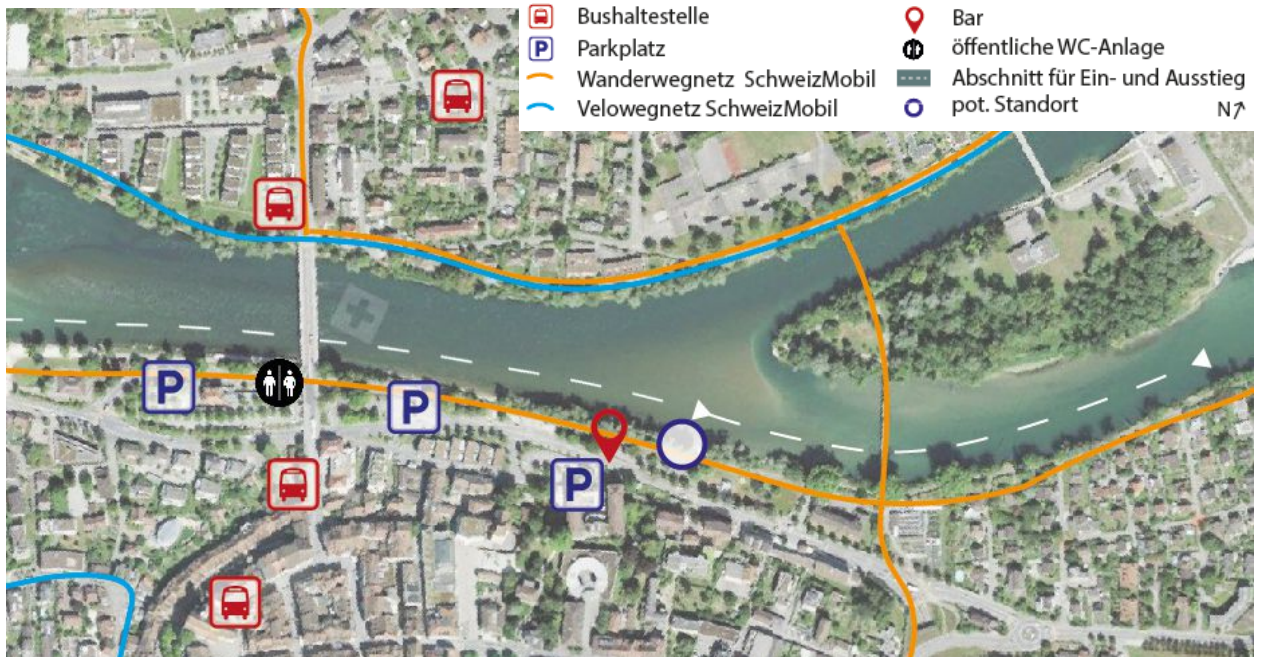 Bushaltestelle
Parkplatz
Wanderwegnetz SchweizMobil
Velowegnetz SchweizMobil
Bar
öffentliche WC-Anlage
Abschnitt für Ein- und Ausstieg
pot. Standort
N
P
P
P
P